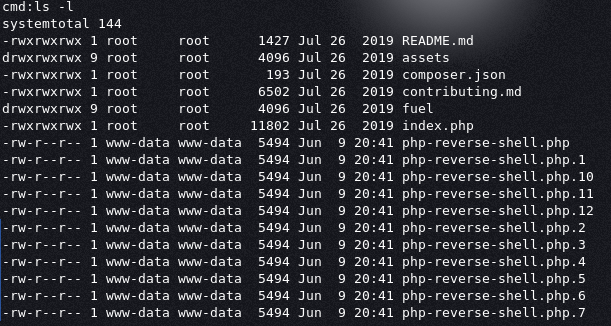 cmd:ls -l
systemtotal 144
-rwxrwxrwx 1 root     root      1427 Jul 26  2019 README.md
drwxrwxrwx 9 root     root      4096 Jul 26  2019 assets
-rwxrwxrwx 1 root     root       193 Jul 26  2019 composer.json
-rwxrwxrwx 1 root     root      6502 Jul 26  2019 contributing.md
drwxrwxrwx 9 root     root      4096 Jul 26  2019 fuel
-rwxrwxrwx 1 root     root     11802 Jul 26  2019 index.php
-rw-r--r-- 1 www-data www-data  5494 Jun  9 20:41 php-reverse-shell.php
-rw-r--r-- 1 www-data www-data  5494 Jun  9 20:41 php-reverse-shell.php.1
-rw-r--r-- 1 www-data www-data  5494 Jun  9 20:41 php-reverse-shell.php.10
-rw-r--r-- 1 www-data www-data  5494 Jun  9 20:41 php-reverse-shell.php.11
-rw-r--r-- 1 www-data www-data  5494 Jun  9 20:41 php-reverse-shell.php.12
-rw-r--r-- 1 www-data www-data  5494 Jun  9 20:41 php-reverse-shell.php.2
-rw-r--r-- 1 www-data www-data  5494 Jun  9 20:41 php-reverse-shell.php.3
-rw-r--r-- 1 www-data www-data  5494 Jun  9 20:41 php-reverse-shell.php.4
-rw-r--r-- 1 www-data www-data  5494 Jun  9 20:41 php-reverse-shell.php.5
-rw-r--r-- 1 www-data www-data  5494 Jun  9 20:41 php-reverse-shell.php.6
-rw-r--r-- 1 www-data www-data  5494 Jun  9 20:41 php-reverse-shell.php.7